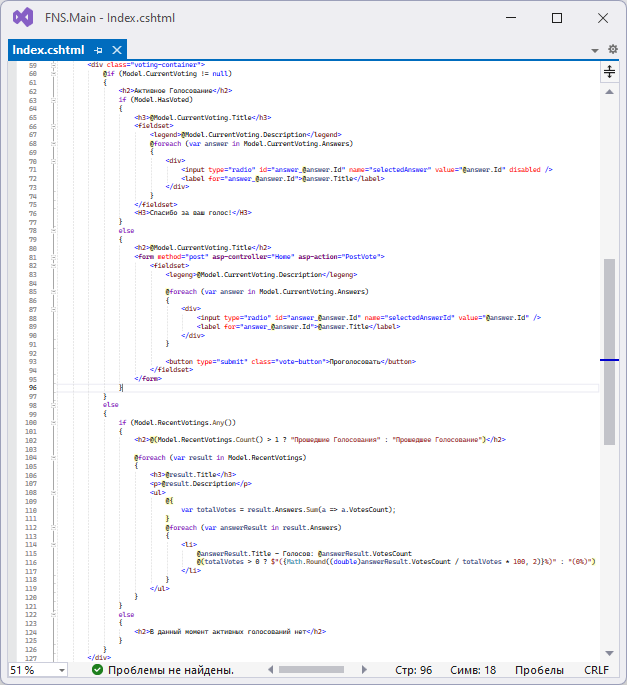 FNS.Main - Index.cshtml
Index.cshtml
59 <div class="voting-container">
60 @if (Model.CurrentVoting != null)
61 {
62 <h2>Активное Голосование</h2>
63 if (Model.HasVoted)
64 {
65 <h3>@Model.CurrentVoting.Title</h3>
66 <fieldset>
67 <legend>@Model.CurrentVoting.Description</legend>
68 @foreach (var answer in Model.CurrentVoting.Answers)
69 {
70 <div>
71 <input type="radio" id="answer_@answer.Id" name="selectedAnswer" value="@answer.Id" disabled />
72 <label for="answer_@answer.Id">@answer.Title</label>
73 </div>
74 }
75 </fieldset>
76 <H3>Спасибо за ваш голос!</H3>
77 }
78 else
79 {
80 <h2>@Model.CurrentVoting.Title</h2>
81 <form method="post" asp-controller="Home" asp-action="PostVote">
82 <fieldset>
83 <legeng>@Model.CurrentVoting.Description</legeng>
84
85 @foreach (var answer in Model.CurrentVoting.Answers)
86 {
87 <div>
88 <input type="radio" id="answer_@answer.Id" name="selectedAnswerId" value="@answer.Id" />
89 <label for="answer_@answer.Id">@answer.Title</label>
90 </div>
91 }
92
93 <button type="submit" class="vote-button">Проголосовать</button>
94 </fieldset>
95 </form>
96 }
97 }
98 else
99 {
100 if (Model.RecentVotings.Any())
101 {
102 <h2>@(Model.RecentVotings.Count() > 1 ? "Прошедшие Голосования" : "Прошедшее Голосование")</h2>
103
104 @foreach (var result in Model.RecentVotings)
105 {
106 <h3>@result.Title</h3>
107 <p>@result.Description</p>
108 <ul>
109 @{
110 var totalVotes = result.Answers.Sum(a => a.VotesCount);
111 }
112 @foreach (var answerResult in result.Answers)
113 {
114 <li>
115 @answerResult.Title - Голосов: @answerResult.VotesCount
116 @(totalVotes > 0 ? $"({Math.Round((double)answerResult.VotesCount / totalVotes * 100, 2)}%)" : "(0%)")
117 </li>
118 }
119 </ul>
120 }
121 }
122 else
123 {
124 <h2>В данный момент активных голосований нет</h2>
125 }
126 }
127 </div>
51 % Проблемы не найдены. Стр: 96 Симв: 18 Пробелы CRLF